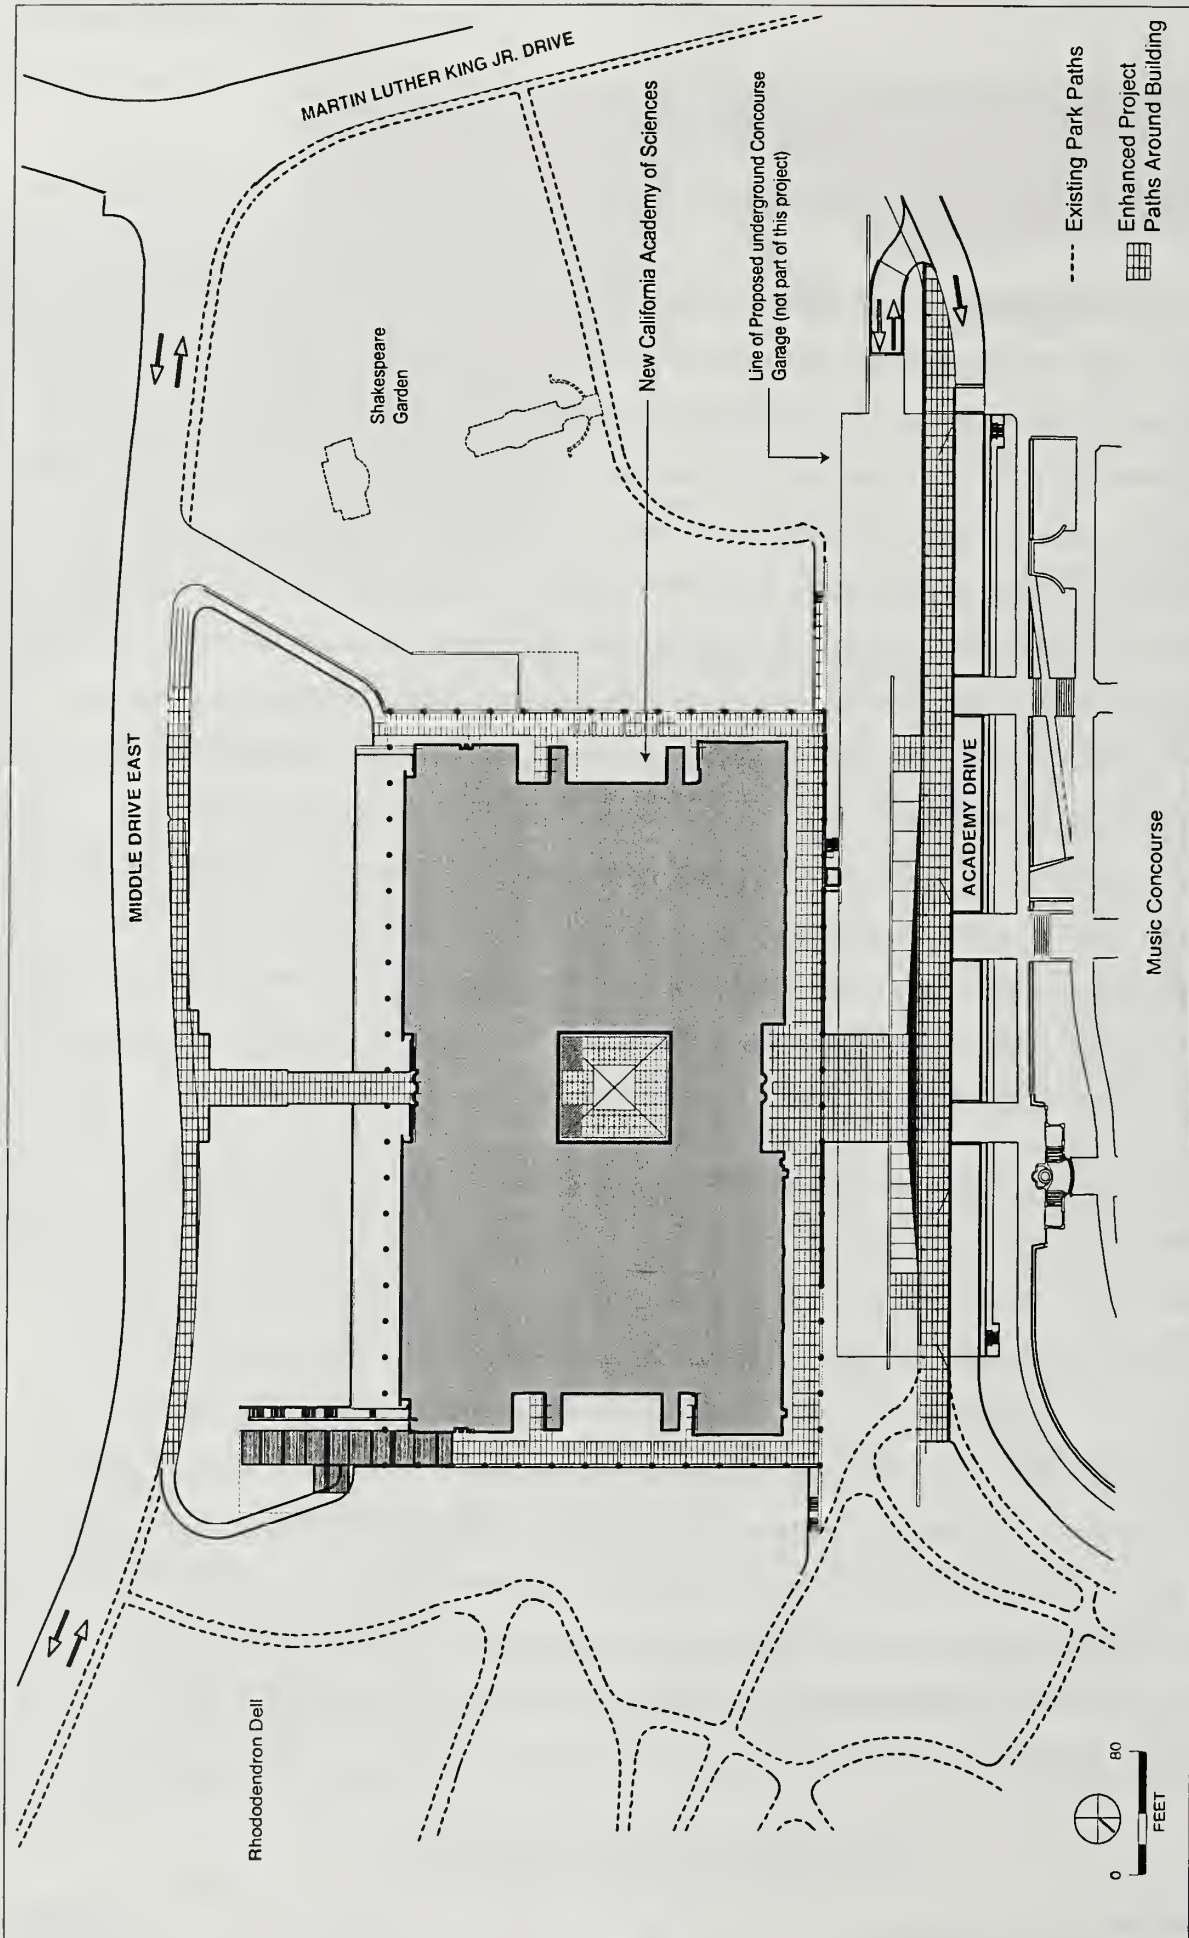 MARTIN LUTHER KING JR. DRIVE
MIDDLE DRIVE EAST
Shakespeare
Garden
New California Academy of Sciences
Line of Proposed underground Concourse
Garage (not part of this project)
ACADEMY DRIVE
Music Concourse
Rhododendron Dell
Existing Park Paths
Enhanced Project
Paths Around Building
0
80
FEET